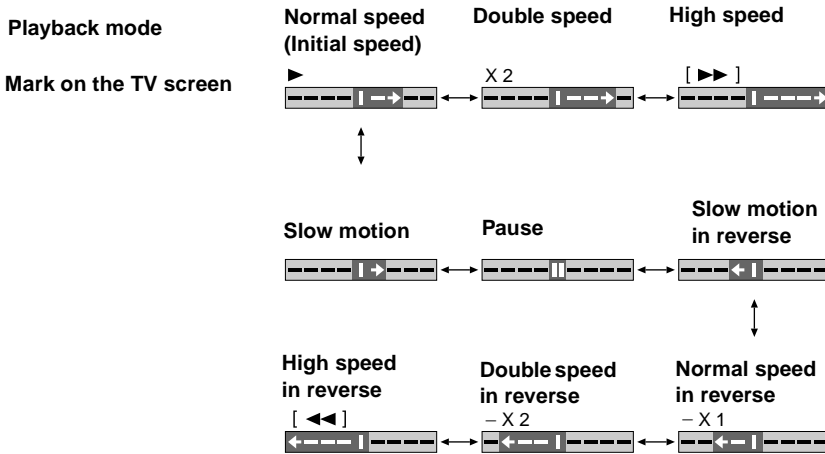 Playback mode
Normal speed
(Initial speed)
Double speed
High speed
Mark on the TV screen
▶
X 2
[ ▶▶ ]
Slow motion
Pause
Slow motion
in reverse
High speed
in reverse
Double speed
in reverse
Normal speed
in reverse
[ ◀◀ ]
– X 2
– X 1